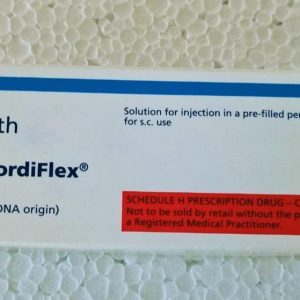 th
Solution for injection in a pre-filled pen
for s.c. use
ordiFlex®
DNA origin)
SCHEDULE H PRESCRIPTION DRUG – C
Not to be sold by retail without the p
a Registered Medical Practitioner.